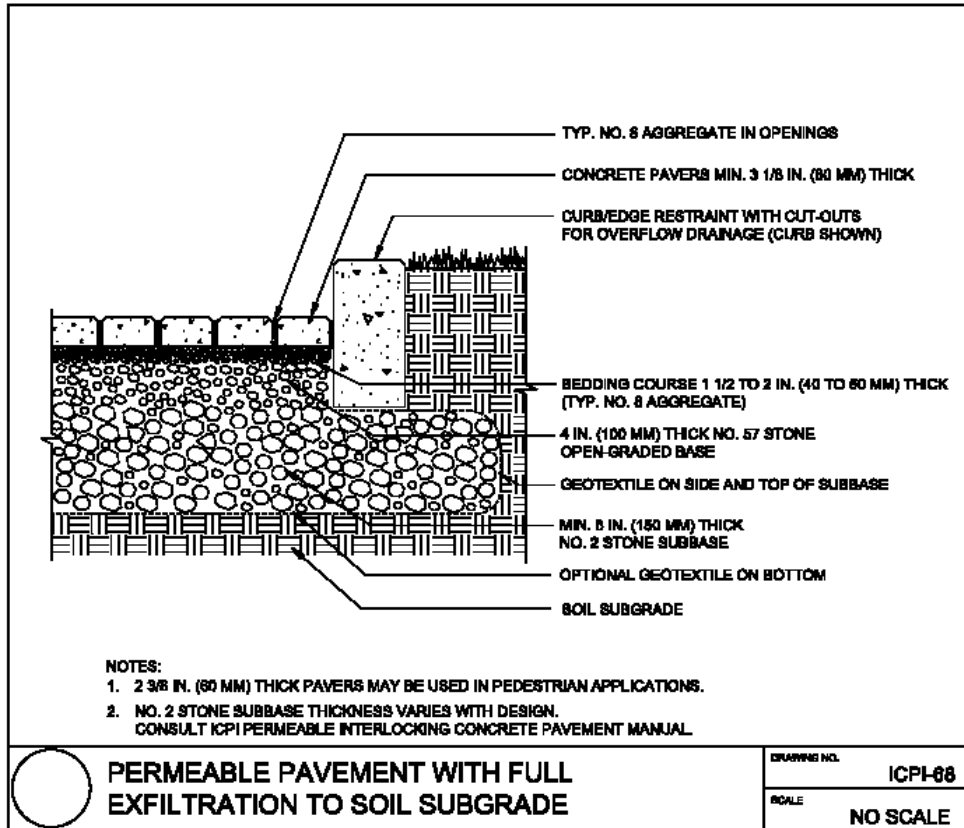 TYP. NO. 8 AGGREGATE IN OPENINGS
CONCRETE PAVERS MIN. 3 1/8 IN. (80 MM) THICK
CURB/EDGE RESTRAINT WITH CUT-OUTS
FOR OVERFLOW DRAINAGE (CURB SHOWN)
BEDDING COURSE 1 1/2 TO 2 IN. (40 TO 50 MM) THICK
(TYP. NO. 8 AGGREGATE)
4 IN. (100 MM) THICK NO. 57 STONE
OPEN-GRADED BASE
GEOTEXTILE ON SIDE AND TOP OF SUBBASE
MIN. 6 IN. (150 MM) THICK
NO. 2 STONE SUBBASE
OPTIONAL GEOTEXTILE ON BOTTOM
SOIL SUBGRADE
NOTES:
1. 2 3/8 IN. (60 MM) THICK PAVERS MAY BE USED IN PEDESTRIAN APPLICATIONS.
2. NO. 2 STONE SUBBASE THICKNESS VARIES WITH DESIGN.
CONSULT ICPI PERMEABLE INTERLOCKING CONCRETE PAVEMENT MANUAL.
PERMEABLE PAVEMENT WITH FULL
EXFILTRATION TO SOIL SUBGRADE
DRAWING NO.
ICPI-68
SCALE
NO SCALE